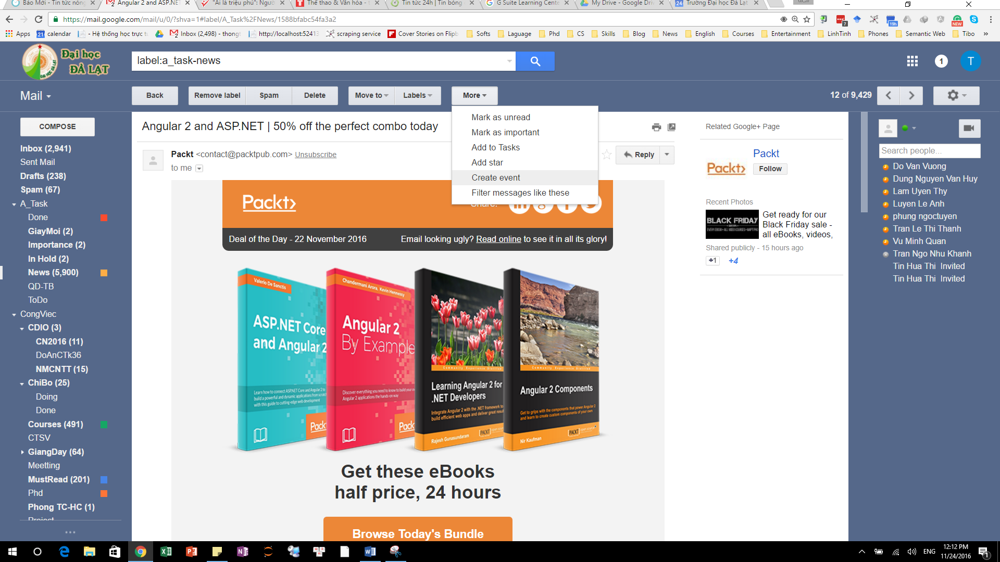 Báo Mới - Tin tức nóng
Angular 2 and ASP.NET
"Ai là triệu phú": Người
Thể thao & Văn hóa - t
Tin tức 24h | Tin bóng
G Suite Learning Cente
My Drive - Google Driv
Trường Đại học Đà Lạt
https://mail.google.com/mail/u/0/?shva=1#label/A_Task%2FNews/1588bfabc54fa3a2
7
19h
NEW
Apps
21 calendar
- Hệ thống học trực tu
Inbox (2,498) - thongt
http://localhost:52413
scraping service
Cover Stories on Flipb
Softs
Laguage
Phd
CS
Skills
Blog
News
English
Courses
Entertainment
LinhTinh
Phones
Semantic Web
Tibo
»
Đại học
ĐÀ LẠT
label:a_task-news
1
T
Mail
Back
Remove label
Spam
Delete
Move to
Labels
More
12 of 9,429
COMPOSE
Inbox (2,941)
Sent Mail
Drafts (238)
Spam (67)
A_Task
Done
GiayMoi (2)
Importance (2)
In Hold (2)
News (5,900)
QD-TB
ToDo
CongViec
CDIO (3)
CN2016 (11)
DoAnCTk36
NMCNTT (15)
ChiBo (25)
Doing
Done
Courses (491)
CTSV
GiangDay (64)
Meetting
MustRead (201)
Phd
Phong TC-HC (1)
Project
Angular 2 and ASP.NET | 50% off the perfect combo today
Packt <contact@packtpub.com> Unsubscribe
to me
Reply
Mark as unread
Mark as important
Add to Tasks
Add star
Create event
Filter messages like these
Packt>
Share:
Deal of the Day - 22 November 2016
Email looking ugly? Read online to see it in all its glory!
Valerio De Sanctis
ASP.NET Core
and Angular 2
Learn how to connect ASP.NET Core and Angular 2 to
build a powerful and dynamic applications from scratch
with this guide to cutting-edge web development
Packt
Chandermani Arora, Kevin Hennessy
Angular 2
By Example
Discover everything you need to know to build your own
Angular 2 applications the hands-on way
Packt
Community Experience Distilled
Learning Angular 2 for
.NET Developers
Integrate Angular 2 with the .NET framework to
build efficient web apps and deliver great resul
Rajesh Gunasundaram
PACKT
Community Experience Distilled
Angular 2 Components
Get to grips with the components that power Angular 2
and learn to create custom components of your own
Nir Kaufman
PACKT
Get these eBooks
half price, 24 hours
Browse Today's Bundle
Related Google+ Page
Packt>
Packt
Follow
Recent Photos
BLACK FRIDAY
Get ready for our
Black Friday sale -
all eBooks, videos,
Shared publicly - 15 hours ago
+1
+4
Search people...
Do Van Vuong
Dung Nguyen Van Huy
Lam Uyen Thy
Luyen Le Anh
phung ngoctuyen
Tran Le Thi Thanh
Vu Minh Quan
Tran Ngo Nhu Khanh
Tin Hua Thi Invited
Tin Hua Thi Invited
ENG
12:12 PM
11/24/2016
1